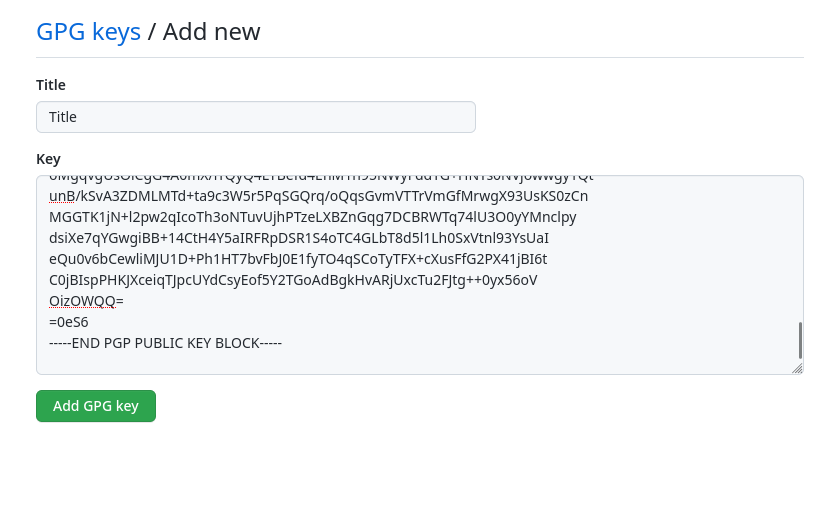 GPG keys / Add new
Title
Title
Key
unB/kSvA3ZDMLMTd+ta9c3W5r5PqSGQrq/oQqsGvmVTTrVmGfMrwgX93UsKS0zCn
MGGTK1jN+l2pw2qIcoTh3oNTuvUjhPTzeLXBZnGqg7DCBRWTq74lU3O0yYMnclpy
dsiXe7qYGwgiBB+14CtH4Y5aIRFRpDSR1S4oTC4GLbT8d5l1Lh0SxVtnl93YsUaI
eQu0v6bCewliMJU1D+Ph1HT7bvFbJ0E1fyTO4qSCoTyTFX+cXusFfG2PX41jBI6t
C0jBIspPHKJXceiqTJpcUYdCsyEof5Y2TGoAdBgkHvARjUxcTu2FJtg++0yx56oV
OizOWQQ=
=0eS6
-----END PGP PUBLIC KEY BLOCK-----
Add GPG key